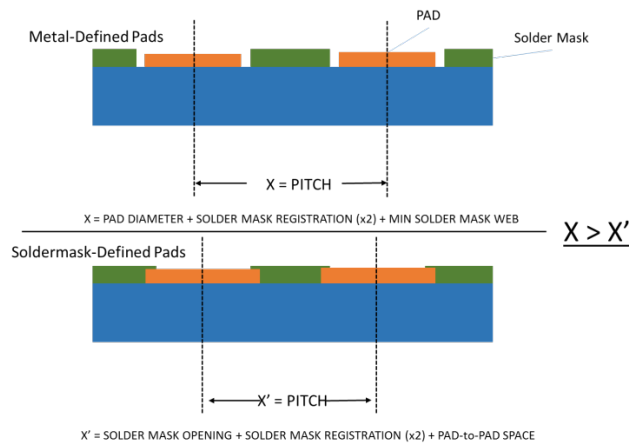 PAD
Metal-Defined Pads
Solder Mask
X = PITCH
X = PAD DIAMETER + SOLDER MASK REGISTRATION (x2) + MIN SOLDER MASK WEB
X > X'
Soldermask-Defined Pads
X' = PITCH
X' = SOLDER MASK OPENING + SOLDER MASK REGISTRATION (x2) + PAD-to-PAD SPACE